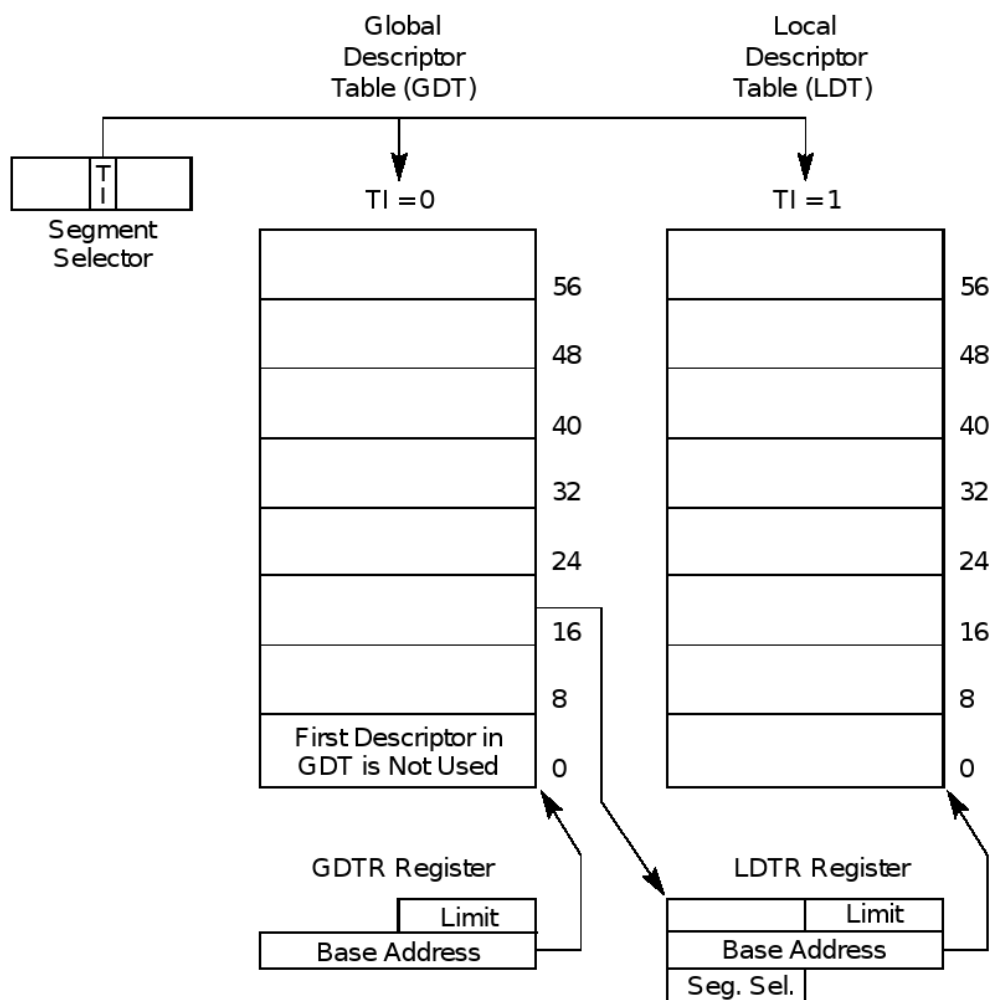 Global
Descriptor
Table (GDT)
Local
Descriptor
Table (LDT)
T
I
Segment
Selector
TI =0
TI =1
56
48
40
32
24
16
8
First Descriptor in
GDT is Not Used
0
56
48
40
32
24
16
8
0
GDTR Register
Limit
Base Address
LDTR Register
Limit
Base Address
Seg. Sel.